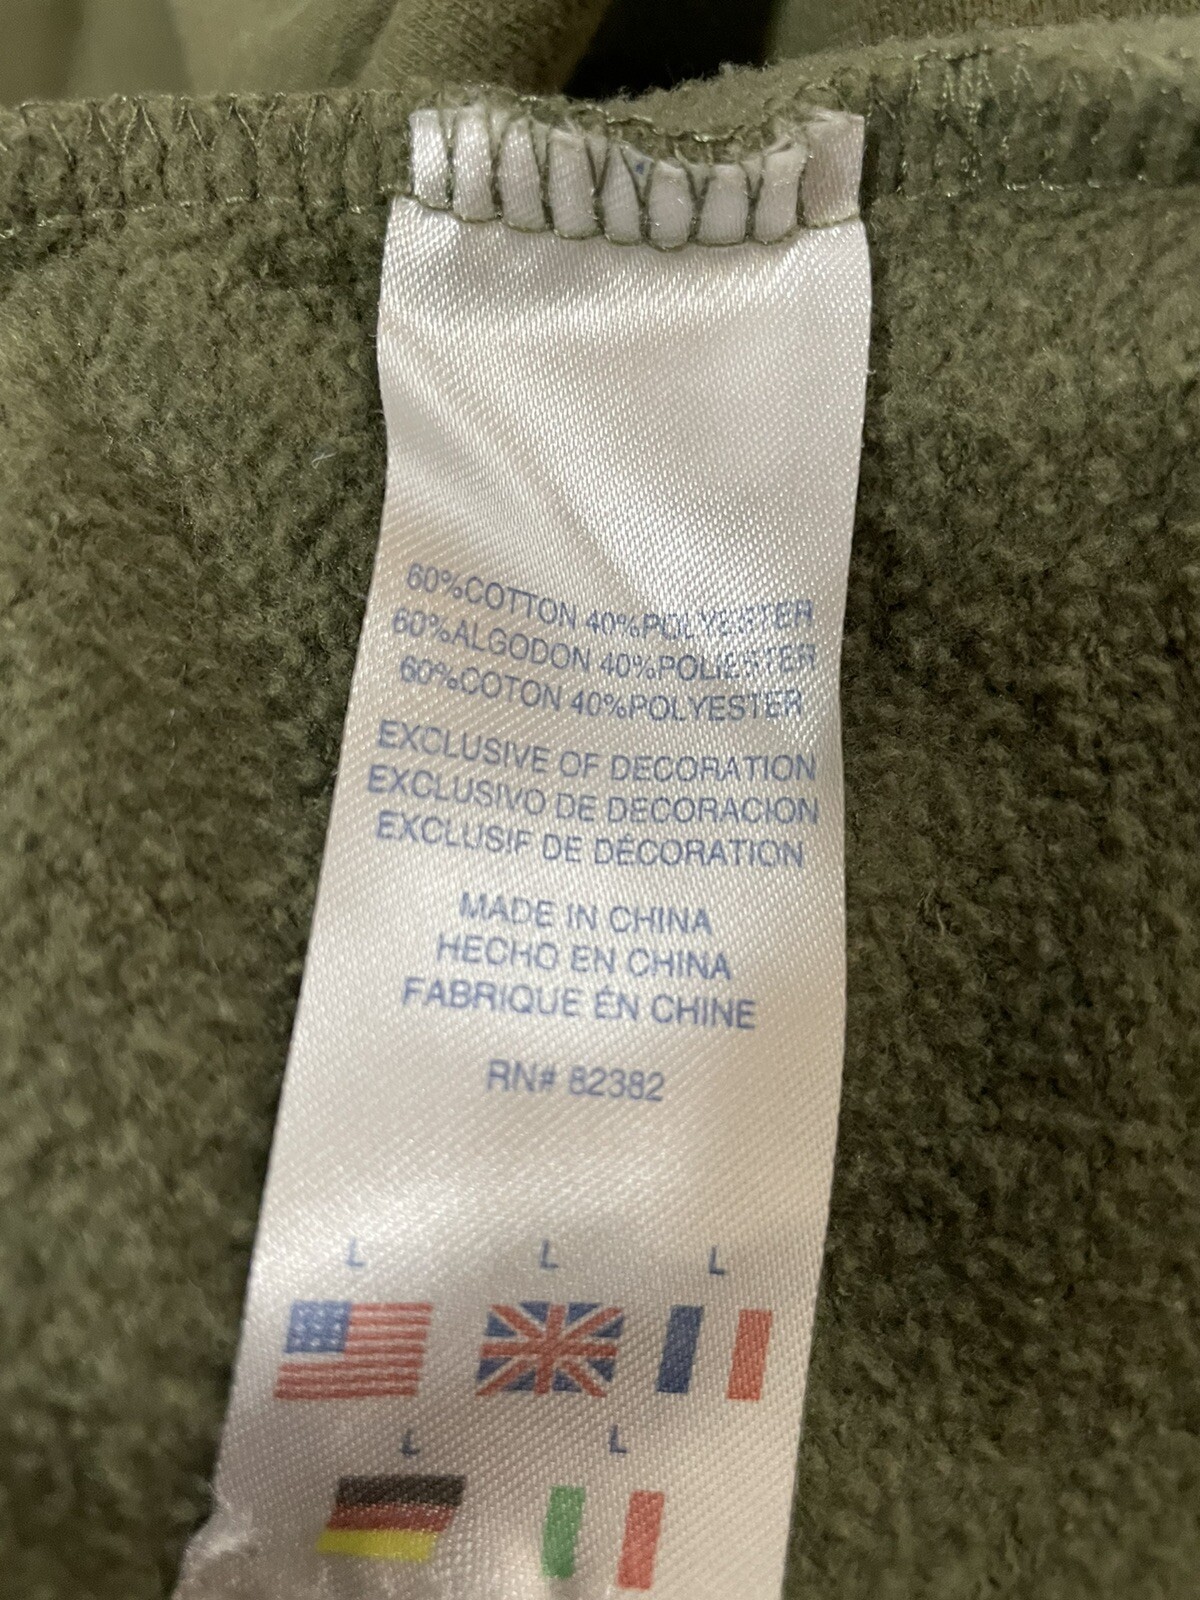 60%COTTON 40%POLYESTER
60%ALGODON 40%POLIESTER
60%COTON 40%POLYESTER
EXCLUSIVE OF DECORATION
EXCLUSIVO DE DECORACION
EXCLUSIF DE DÉCORATION
MADE IN CHINA
HECHO EN CHINA
FABRIQUE ÉN CHINE
RN# 82382
L L L
L L